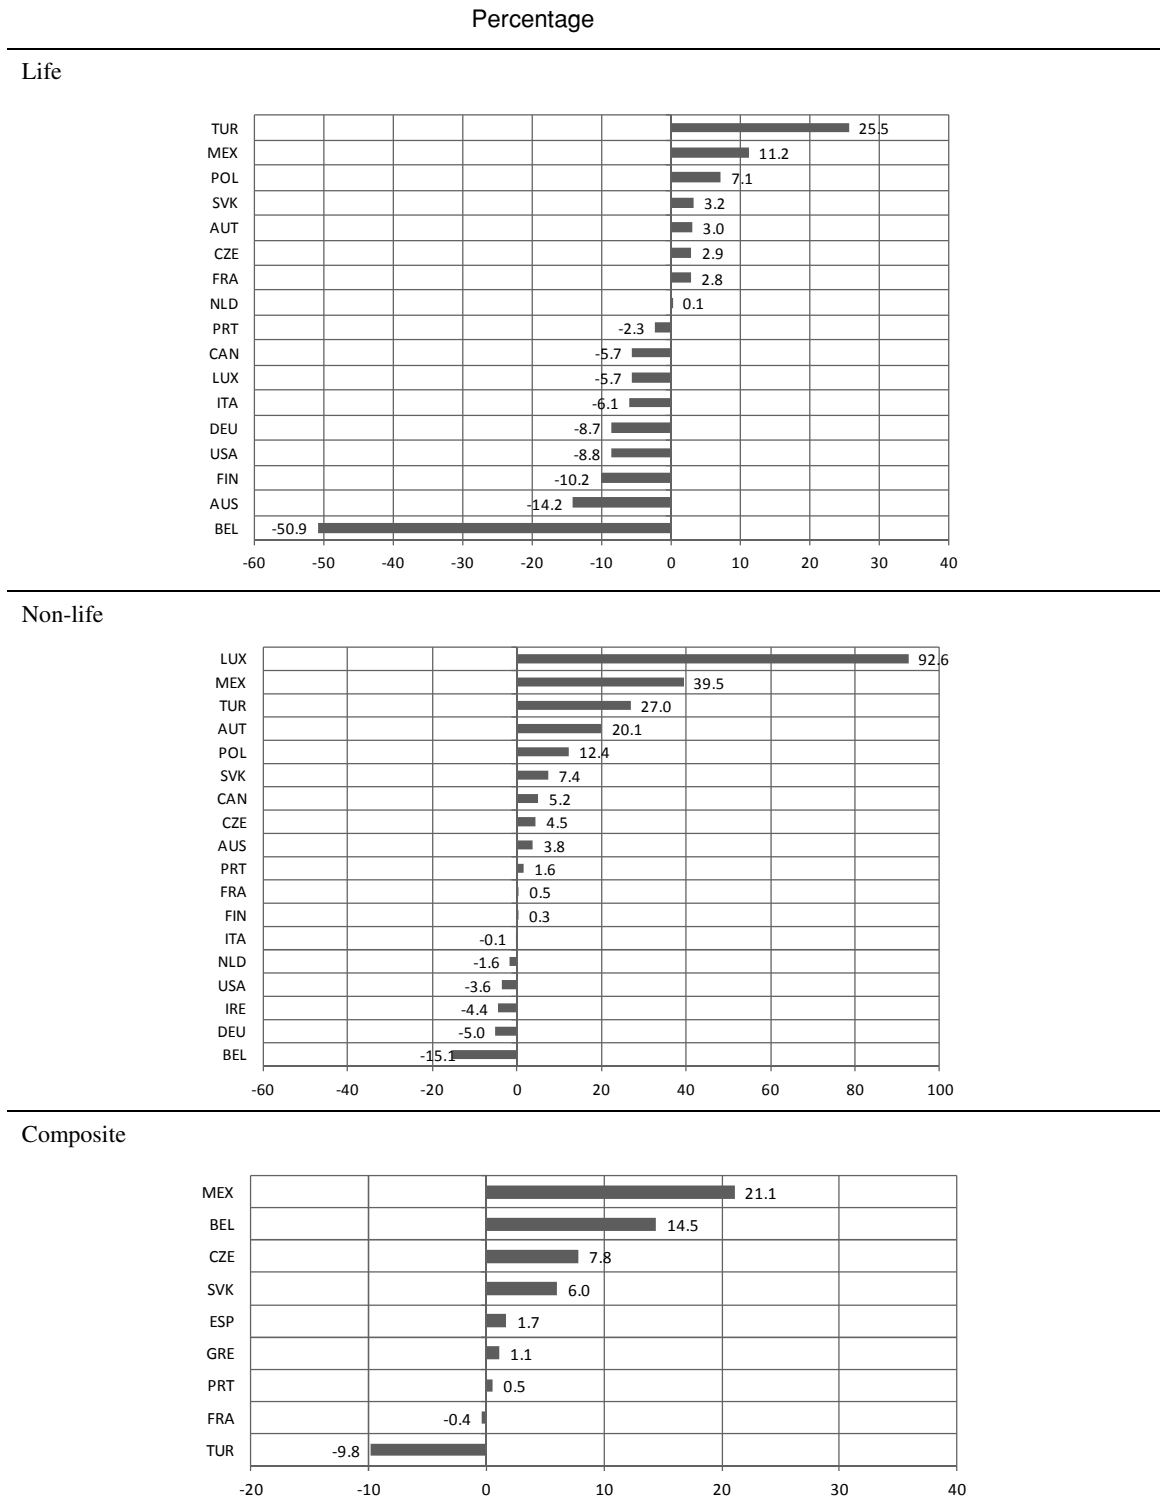 Percentage
Life
TUR 25.5
MEX 11.2
POL 7.1
SVK 3.2
AUT 3.0
CZE 2.9
FRA 2.8
NLD 0.1
PRT -2.3
CAN -5.7
LUX -5.7
ITA -6.1
DEU -8.7
USA -8.8
FIN -10.2
AUS -14.2
BEL -50.9
-60 -50 -40 -30 -20 -10 0 10 20 30 40
Non-life
LUX 92.6
MEX 39.5
TUR 27.0
AUT 20.1
POL 12.4
SVK 7.4
CAN 5.2
CZE 4.5
AUS 3.8
PRT 1.6
FRA 0.5
FIN 0.3
ITA -0.1
NLD -1.6
USA -3.6
IRE -4.4
DEU -5.0
BEL -15.1
-60 -40 -20 0 20 40 60 80 100
Composite
MEX 21.1
BEL 14.5
CZE 7.8
SVK 6.0
ESP 1.7
GRE 1.1
PRT 0.5
FRA -0.4
TUR -9.8
-20 -10 0 10 20 30 40